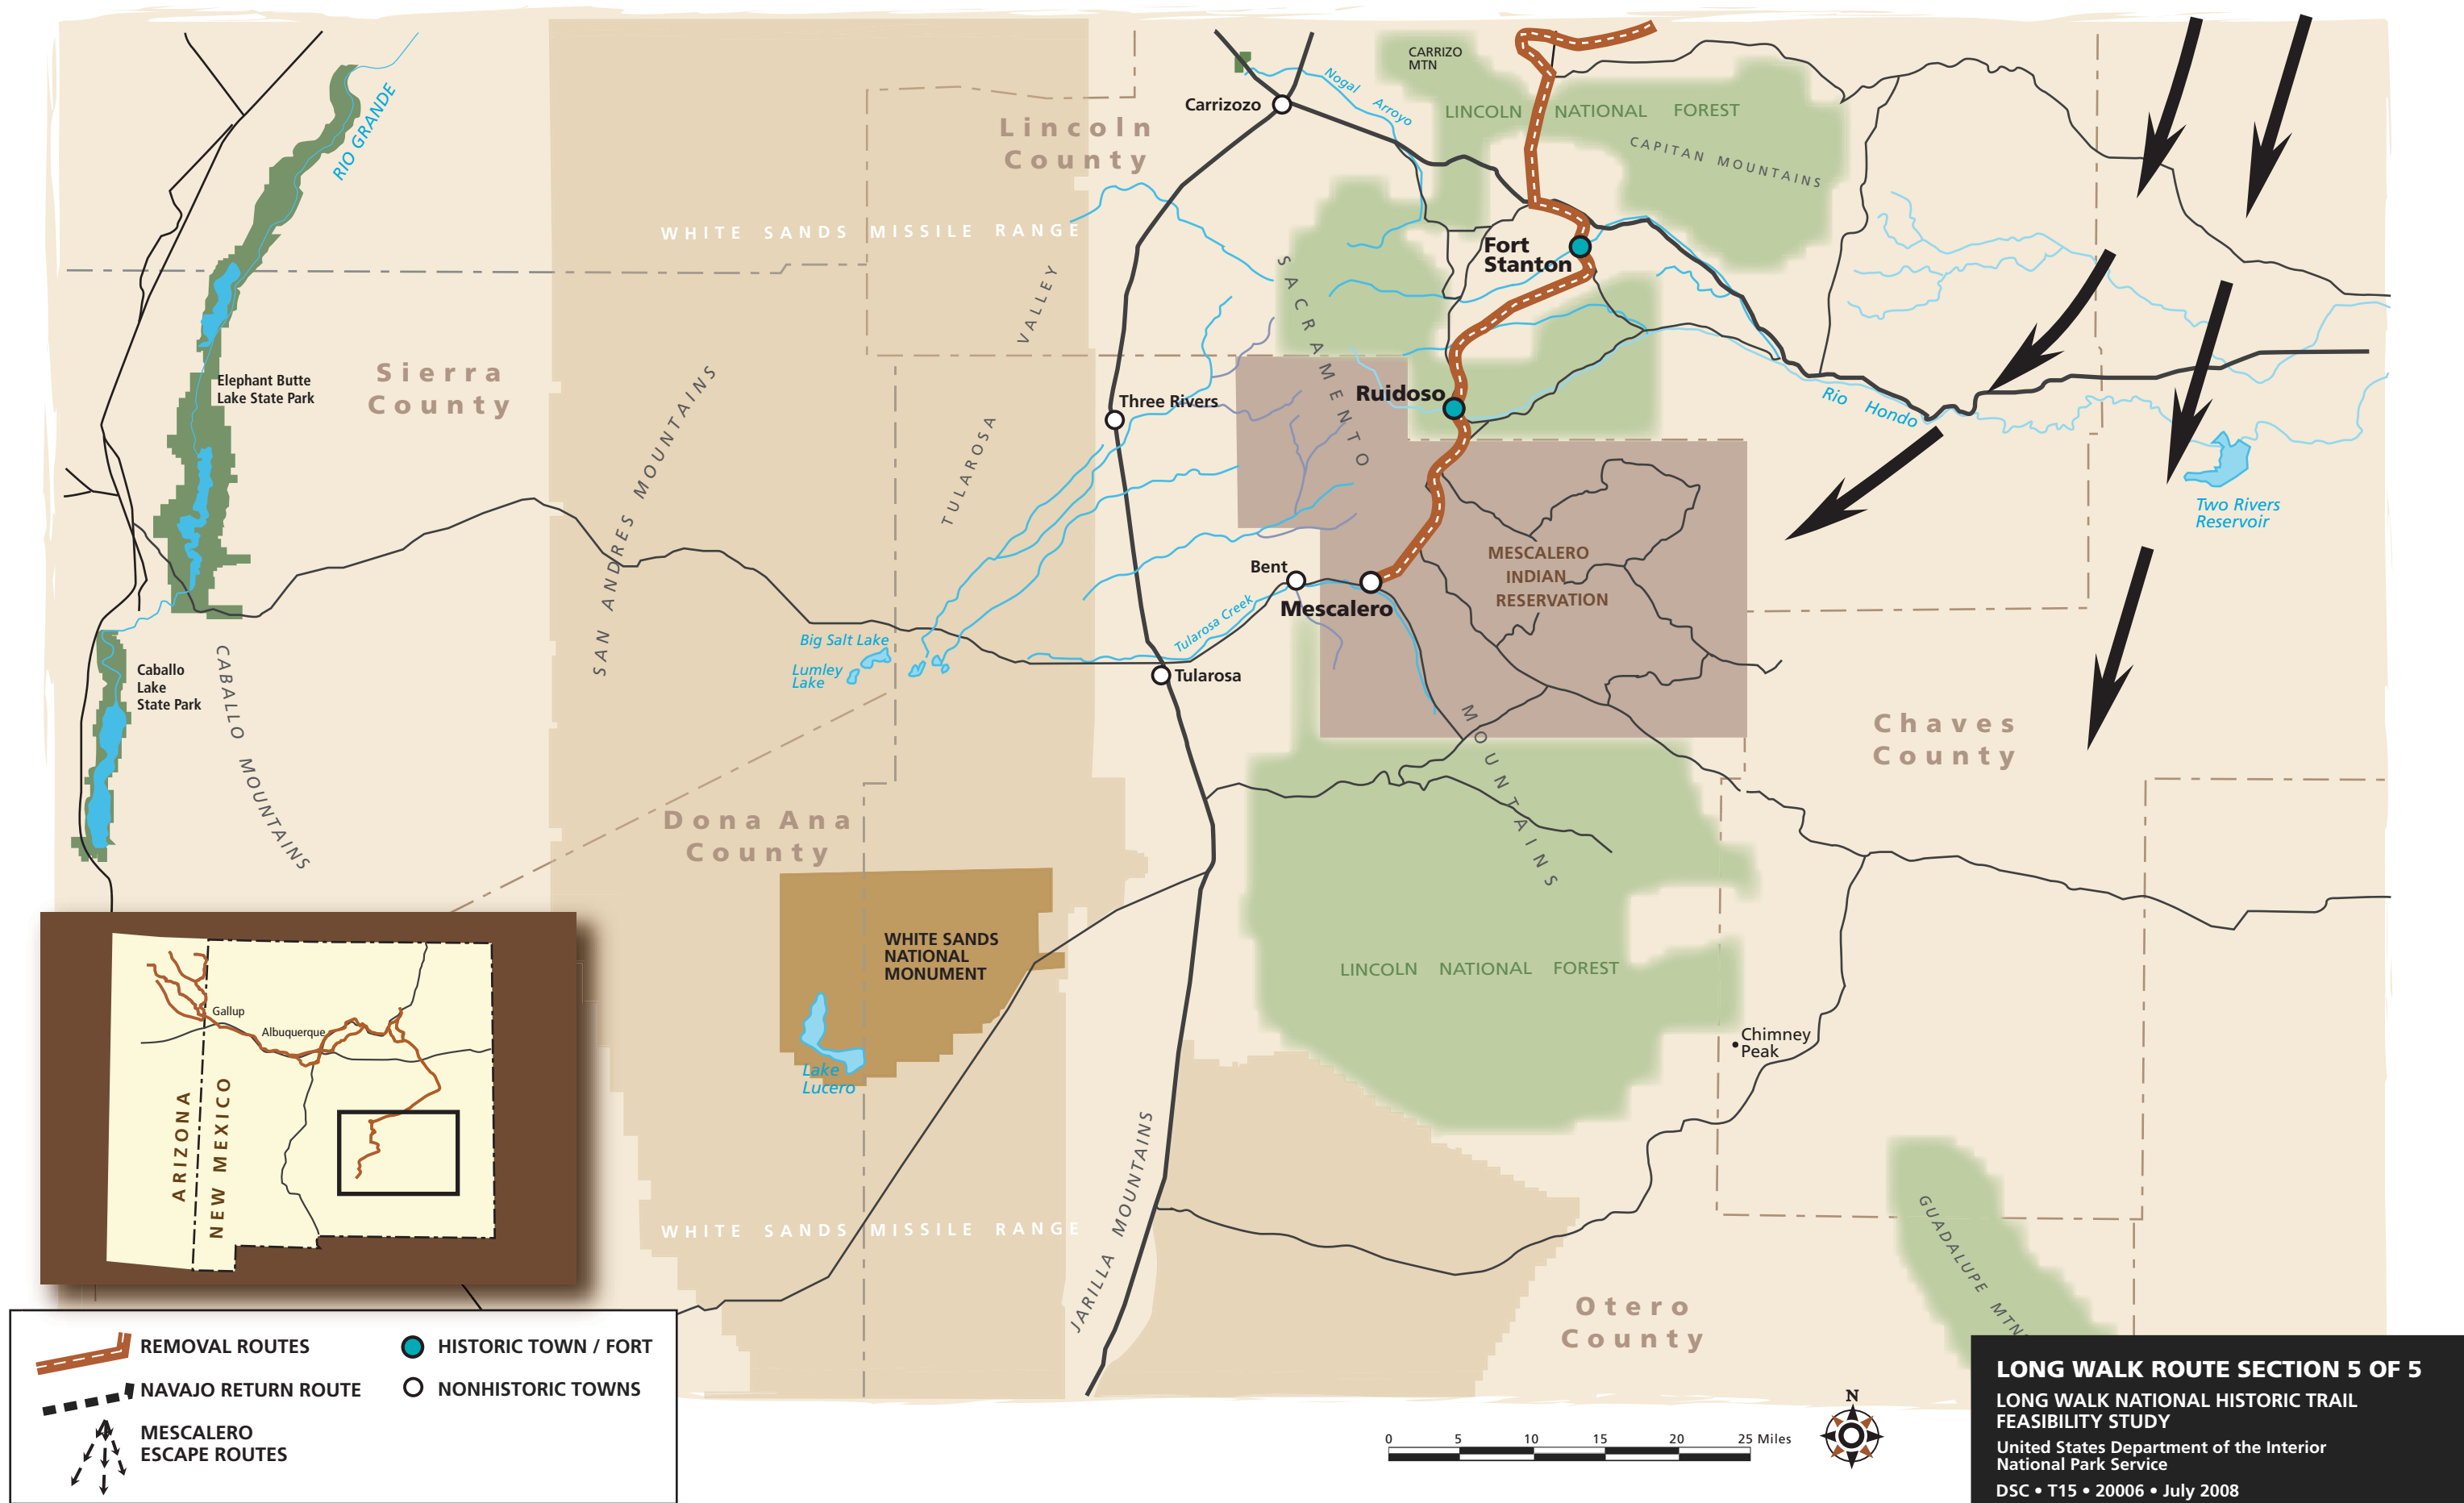 CARRIZO
MTN
Nogal Arroyo
Carrizozo
LINCOLN NATIONAL FOREST
CAPITAN MOUNTAINS
Lincoln
County
RIO GRANDE
WHITE SANDS MISSILE RANGE
Fort
Stanton
SACRAMENTO
VALLEY
TULAROSA
Sierra
County
Elephant Butte
Lake State Park
SAN ANDRES MOUNTAINS
Three Rivers
Ruidoso
Rio Hondo
Two Rivers
Reservoir
MESCALERO
INDIAN
RESERVATION
Bent
Mescalero
Tularosa Creek
Big Salt Lake
Lumley
Lake
Tularosa
Caballo
Lake
State Park
CABALLO MOUNTAINS
MOUNTAINS
Chaves
County
Dona Ana
County
WHITE SANDS
NATIONAL
MONUMENT
Lake
Lucero
LINCOLN NATIONAL FOREST
Chimney
Peak
JARILLA MOUNTAINS
WHITE SANDS MISSILE RANGE
GUADALUPE MTNS
Otero
County
Gallup
Albuquerque
ARIZONA
NEW MEXICO
REMOVAL ROUTES
NAVAJO RETURN ROUTE
MESCALERO
ESCAPE ROUTES
HISTORIC TOWN / FORT
NONHISTORIC TOWNS
0 5 10 15 20 25 Miles
N
LONG WALK ROUTE SECTION 5 OF 5
LONG WALK NATIONAL HISTORIC TRAIL
FEASIBILITY STUDY
United States Department of the Interior
National Park Service
DSC • T15 • 20006 • July 2008